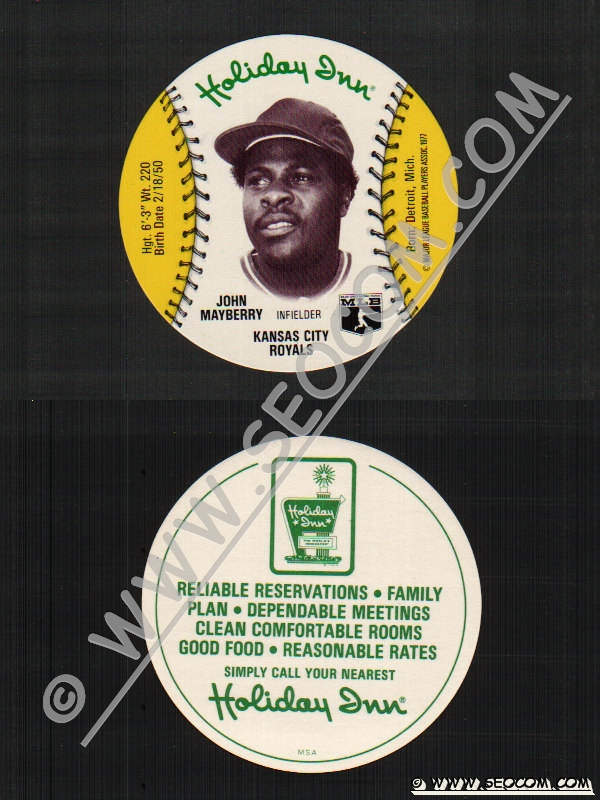 Holiday Inn®
Hgt. 6'-3" Wt. 220
Birth Date 2/18/50
Born: Detroit, Mich.
© MAJOR LEAGUE BASEBALL PLAYERS ASSOC. 1977
JOHN
MAYBERRY INFIELDER
MLB
KANSAS CITY
ROYALS
Holiday
Inn
RELIABLE RESERVATIONS • FAMILY
PLAN • DEPENDABLE MEETINGS
CLEAN COMFORTABLE ROOMS
GOOD FOOD • REASONABLE RATES
SIMPLY CALL YOUR NEAREST
Holiday Inn®
MSA
© WWW.SEOCOM.COM
© WWW.SEOCOM.COM